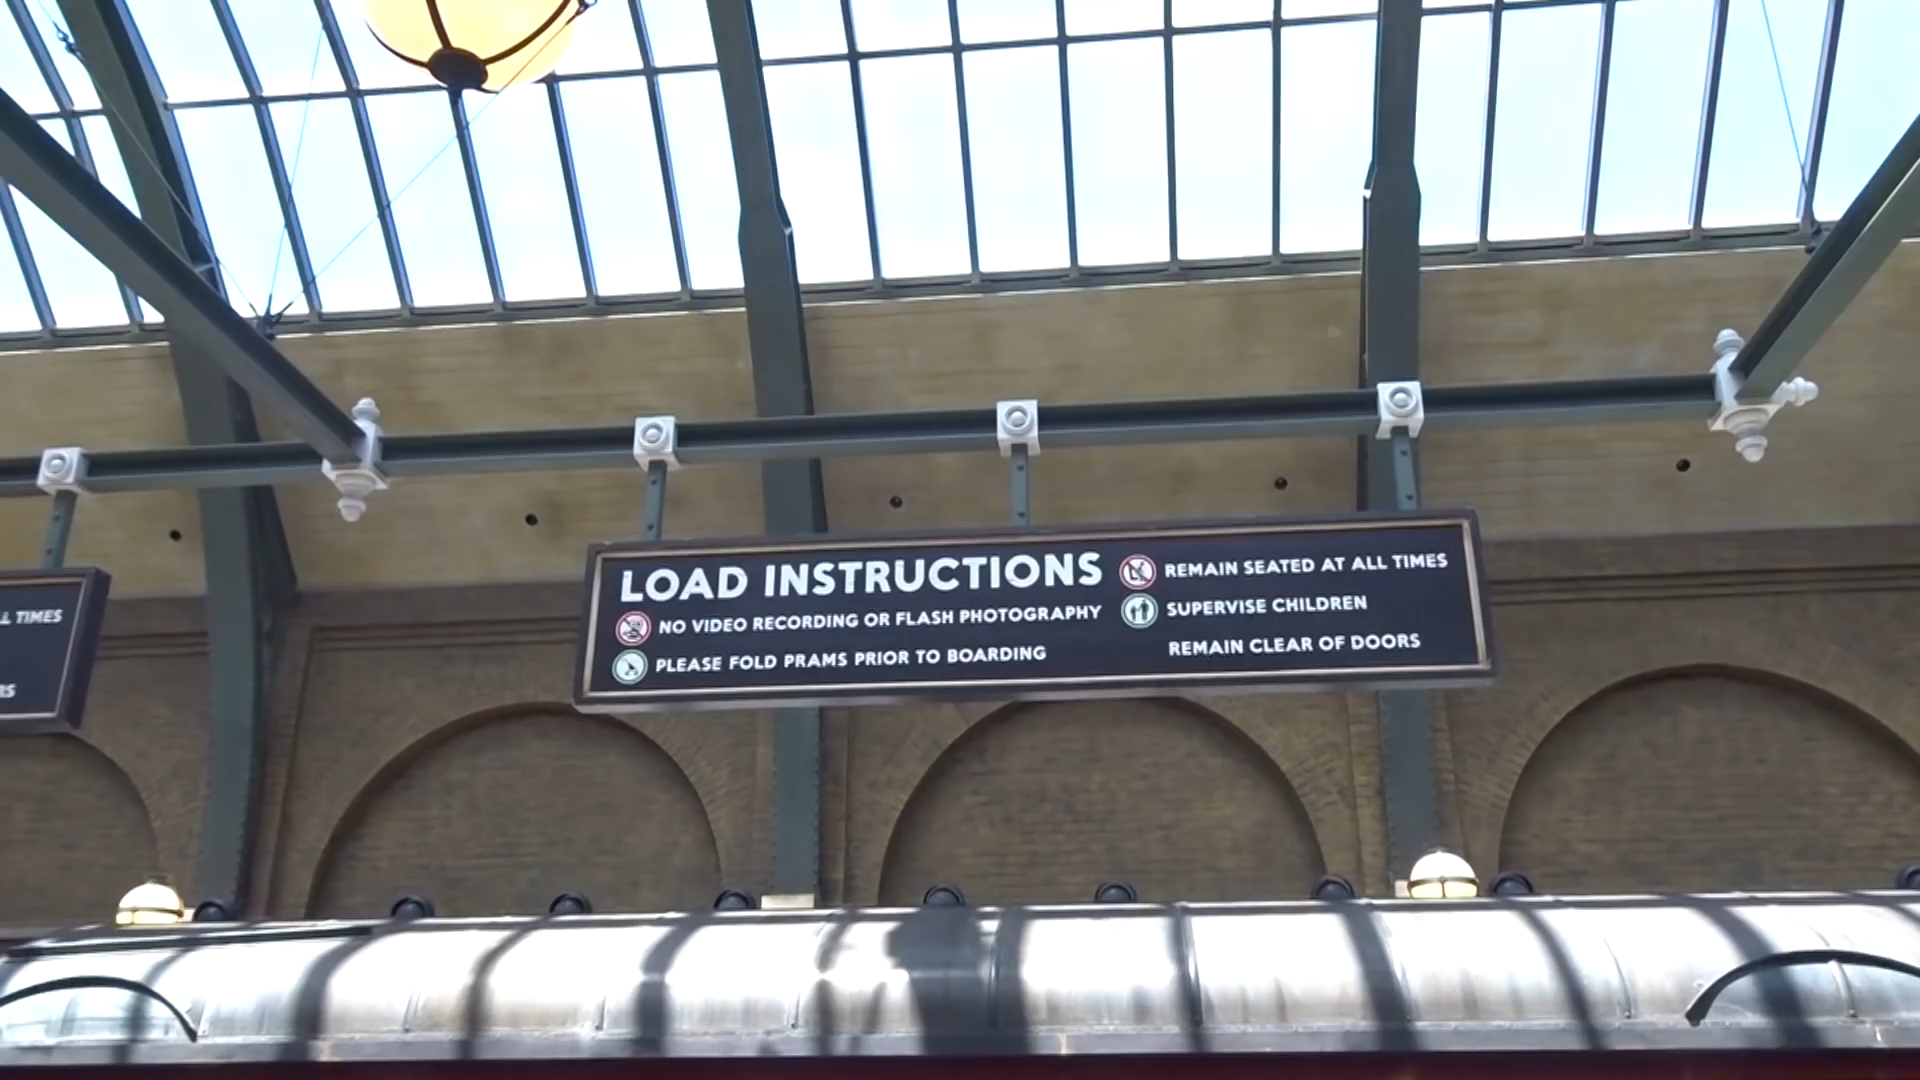 LOAD INSTRUCTIONS
NO VIDEO RECORDING OR FLASH PHOTOGRAPHY
PLEASE FOLD PRAMS PRIOR TO BOARDING
REMAIN SEATED AT ALL TIMES
SUPERVISE CHILDREN
REMAIN CLEAR OF DOORS
TIMES